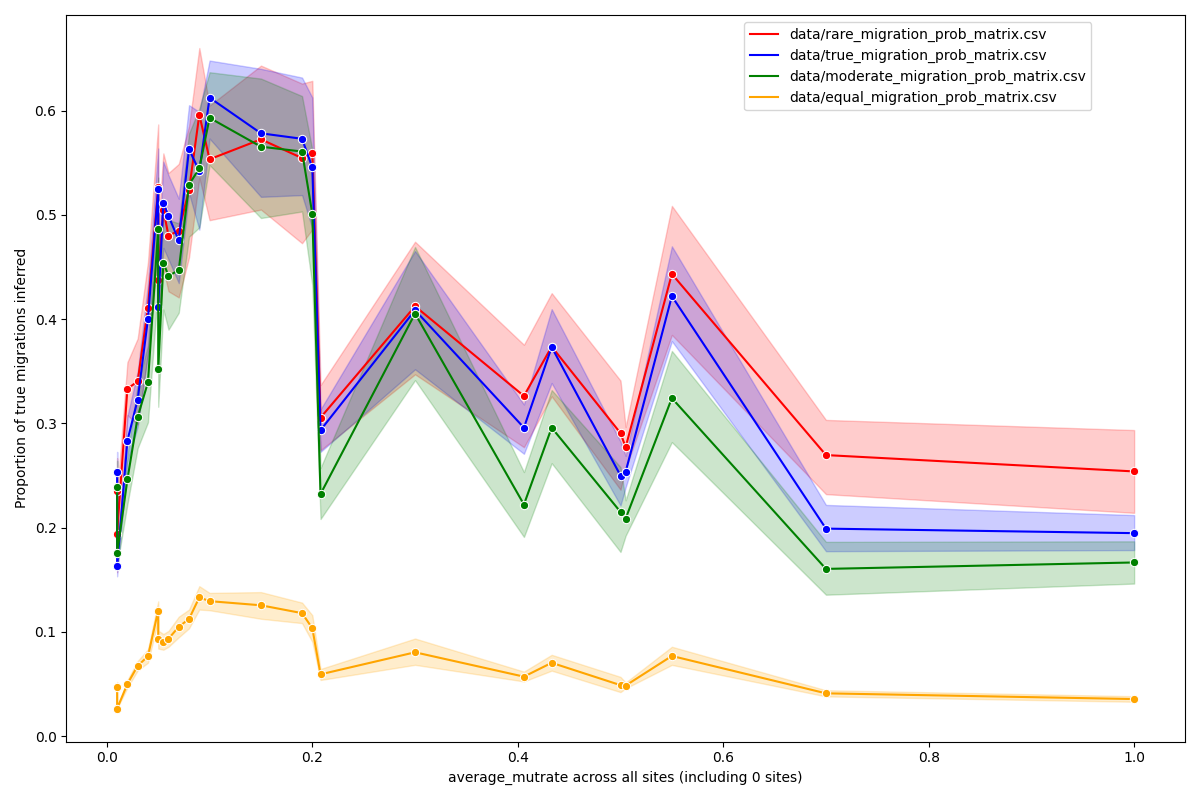 data/rare_migration_prob_matrix.csv
data/true_migration_prob_matrix.csv
data/moderate_migration_prob_matrix.csv
data/equal_migration_prob_matrix.csv
Proportion of true migrations inferred
0.6
0.5
0.4
0.3
0.2
0.1
0.0
0.0 0.2 0.4 0.6 0.8 1.0
average_mutrate across all sites (including 0 sites)